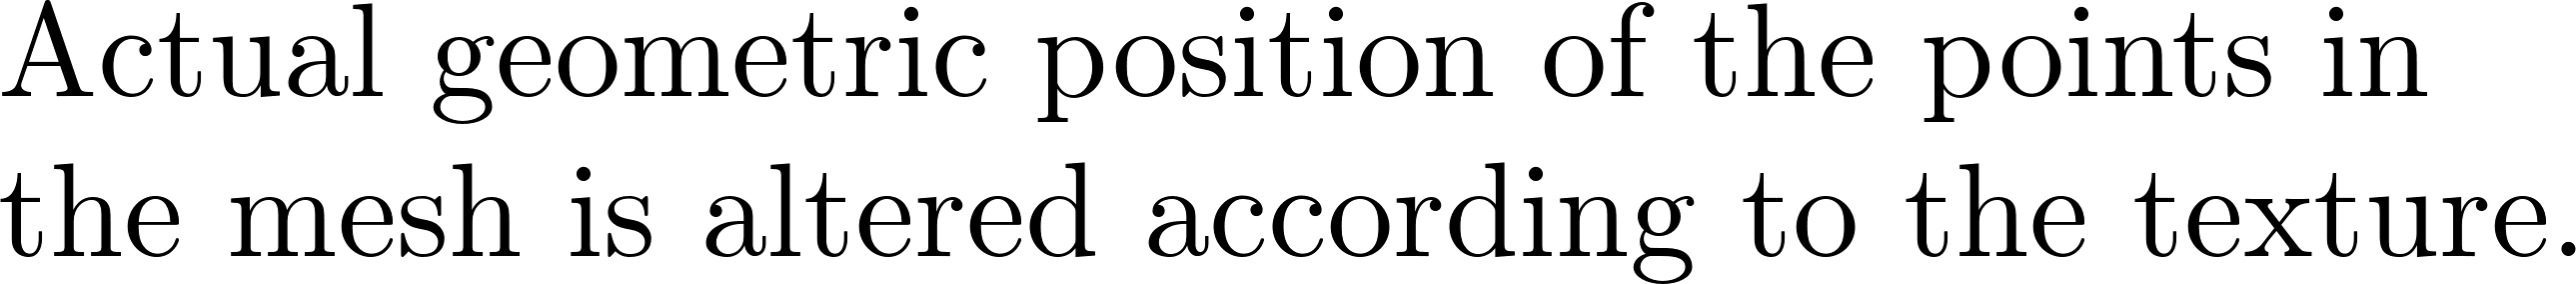 Actual geometric position of the points in
the mesh is altered according to the texture.